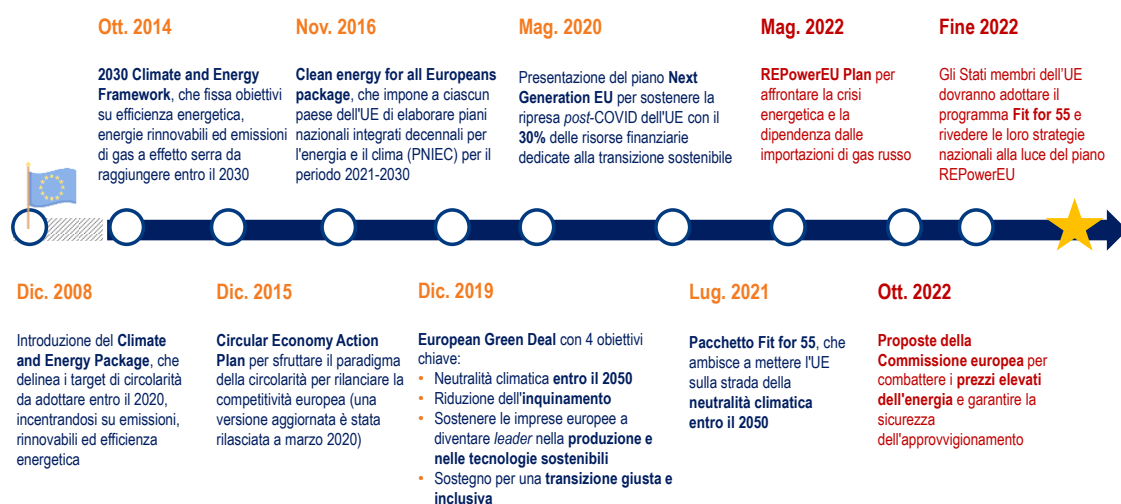 Ott. 2014
2030 Climate and Energy
Framework, che fissa obiettivi
su efficienza energetica,
energie rinnovabili ed emissioni
di gas a effetto serra da
raggiungere entro il 2030
Nov. 2016
Clean energy for all Europeans
package, che impone a ciascun
paese dell'UE di elaborare piani
nazionali integrati decennali per
l'energia e il clima (PNIEC) per il
periodo 2021-2030
Mag. 2020
Presentazione del piano Next
Generation EU per sostenere la
ripresa post-COVID dell'UE con il
30% delle risorse finanziarie
dedicate alla transizione sostenibile
Mag. 2022
REPowerEU Plan per
affrontare la crisi
energetica e la
dipendenza dalle
importazioni di gas russo
Fine 2022
Gli Stati membri dell'UE
dovranno adottare il
programma Fit for 55 e
rivedere le loro strategie
nazionali alla luce del piano
REPowerEU
Dic. 2008
Introduzione del Climate
and Energy Package, che
delinea i target di circolarità
da adottare entro il 2020,
incentrandosi su emissioni,
rinnovabili ed efficienza
energetica
Dic. 2015
Circular Economy Action
Plan per sfruttare il paradigma
della circolarità per rilanciare la
competitività europea (una
versione aggiornata è stata
rilasciata a marzo 2020)
Dic. 2019
European Green Deal con 4 obiettivi
chiave:
• Neutralità climatica entro il 2050
• Riduzione dell'inquinamento
• Sostenere le imprese europee a
diventare leader nella produzione e
nelle tecnologie sostenibili
• Sostegno per una transizione giusta e
inclusiva
Lug. 2021
Pacchetto Fit for 55, che
ambisce a mettere l'UE
sulla strada della
neutralità climatica
entro il 2050
Ott. 2022
Proposte della
Commissione europea per
combattere i prezzi elevati
dell'energia e garantire la
sicurezza
dell'approvvigionamento